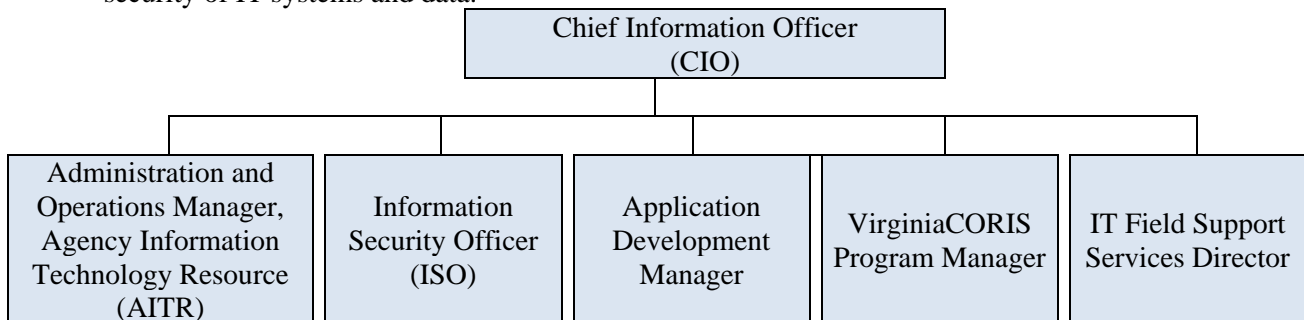 security of IT systems and data.
Chief Information Officer
(CIO)
Administration and
Operations Manager,
Agency Information
Technology Resource
(AITR)
Information
Security Officer
(ISO)
Application
Development
Manager
VirginiaCORIS
Program Manager
IT Field Support
Services Director